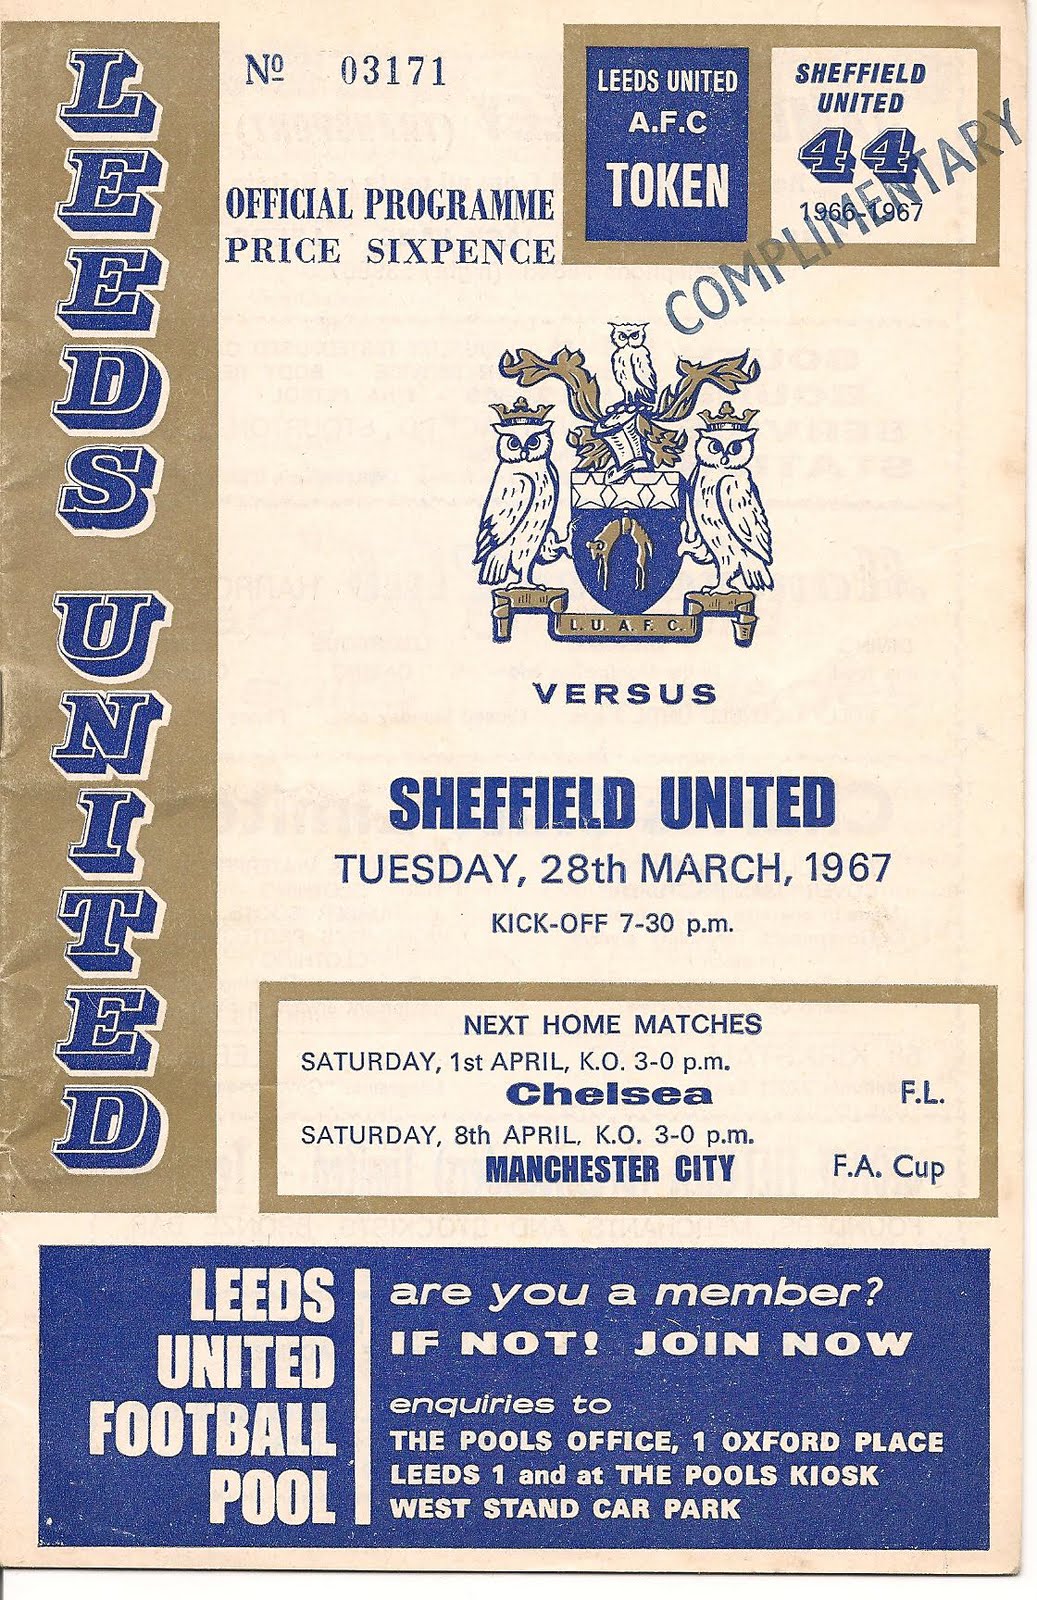 LEEDS UNITED
Nº 03171
OFFICIAL PROGRAMME
PRICE SIXPENCE
LEEDS UNITED
A.F.C
TOKEN
SHEFFIELD
UNITED
44
1966-1967
COMPLIMENTARY
L.U.A.F.C.
VERSUS
SHEFFIELD UNITED
TUESDAY, 28th MARCH, 1967
KICK-OFF 7-30 p.m.
NEXT HOME MATCHES
SATURDAY, 1st APRIL, K.O. 3-0 p.m.
Chelsea F.L.
SATURDAY, 8th APRIL, K.O. 3-0 p.m.
MANCHESTER CITY F.A. Cup
LEEDS
UNITED
FOOTBALL
POOL
are you a member?
IF NOT! JOIN NOW
enquiries to
THE POOLS OFFICE, 1 OXFORD PLACE
LEEDS 1 and at THE POOLS KIOSK
WEST STAND CAR PARK